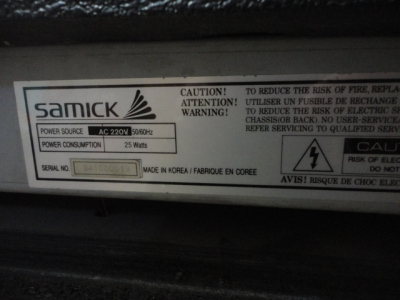 SAMICK
POWER SOURCE AC 220V 50/60Hz
POWER CONSUMPTION 25 Watts
SERIAL NO.
MADE IN KOREA / FABRIQUE EN COREE
CAUTION! TO REDUCE THE RISK OF FIRE, REPLA
ATTENTION! UTILISER UN FUSIBLE DE RECHANGE
WARNING! TO REDUCE THE RISK OF ELECTRIC
CHASSIS(OR BACK). NO USER-SERVICE
REFER SERVICING TO QUALIFIED SERV
CAU
RISK OF ELE
DO NOT
AVIS! RISQUE DE CHOC ELEC